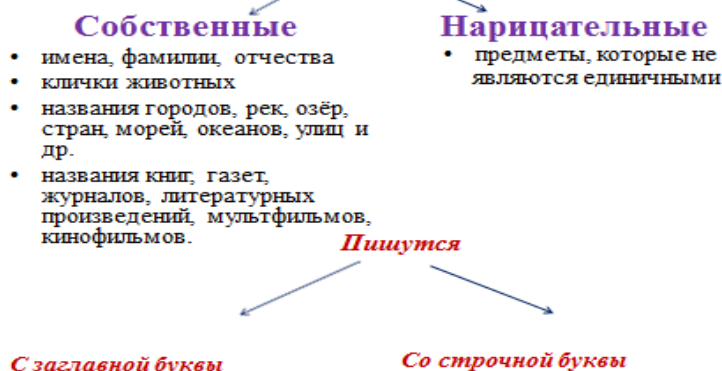 Собственные
• имена, фамилии, отчества
• клички животных
• названия городов, рек, озёр,
стран, морей, океанов, улиц и
др.
• названия книг, газет,
журналов, литературных
произведений, мультфильмов,
кинофильмов.
Нарицательные
• предметы, которые не
являются единичными
Пишутся
С заглавной буквы
Со строчной буквы